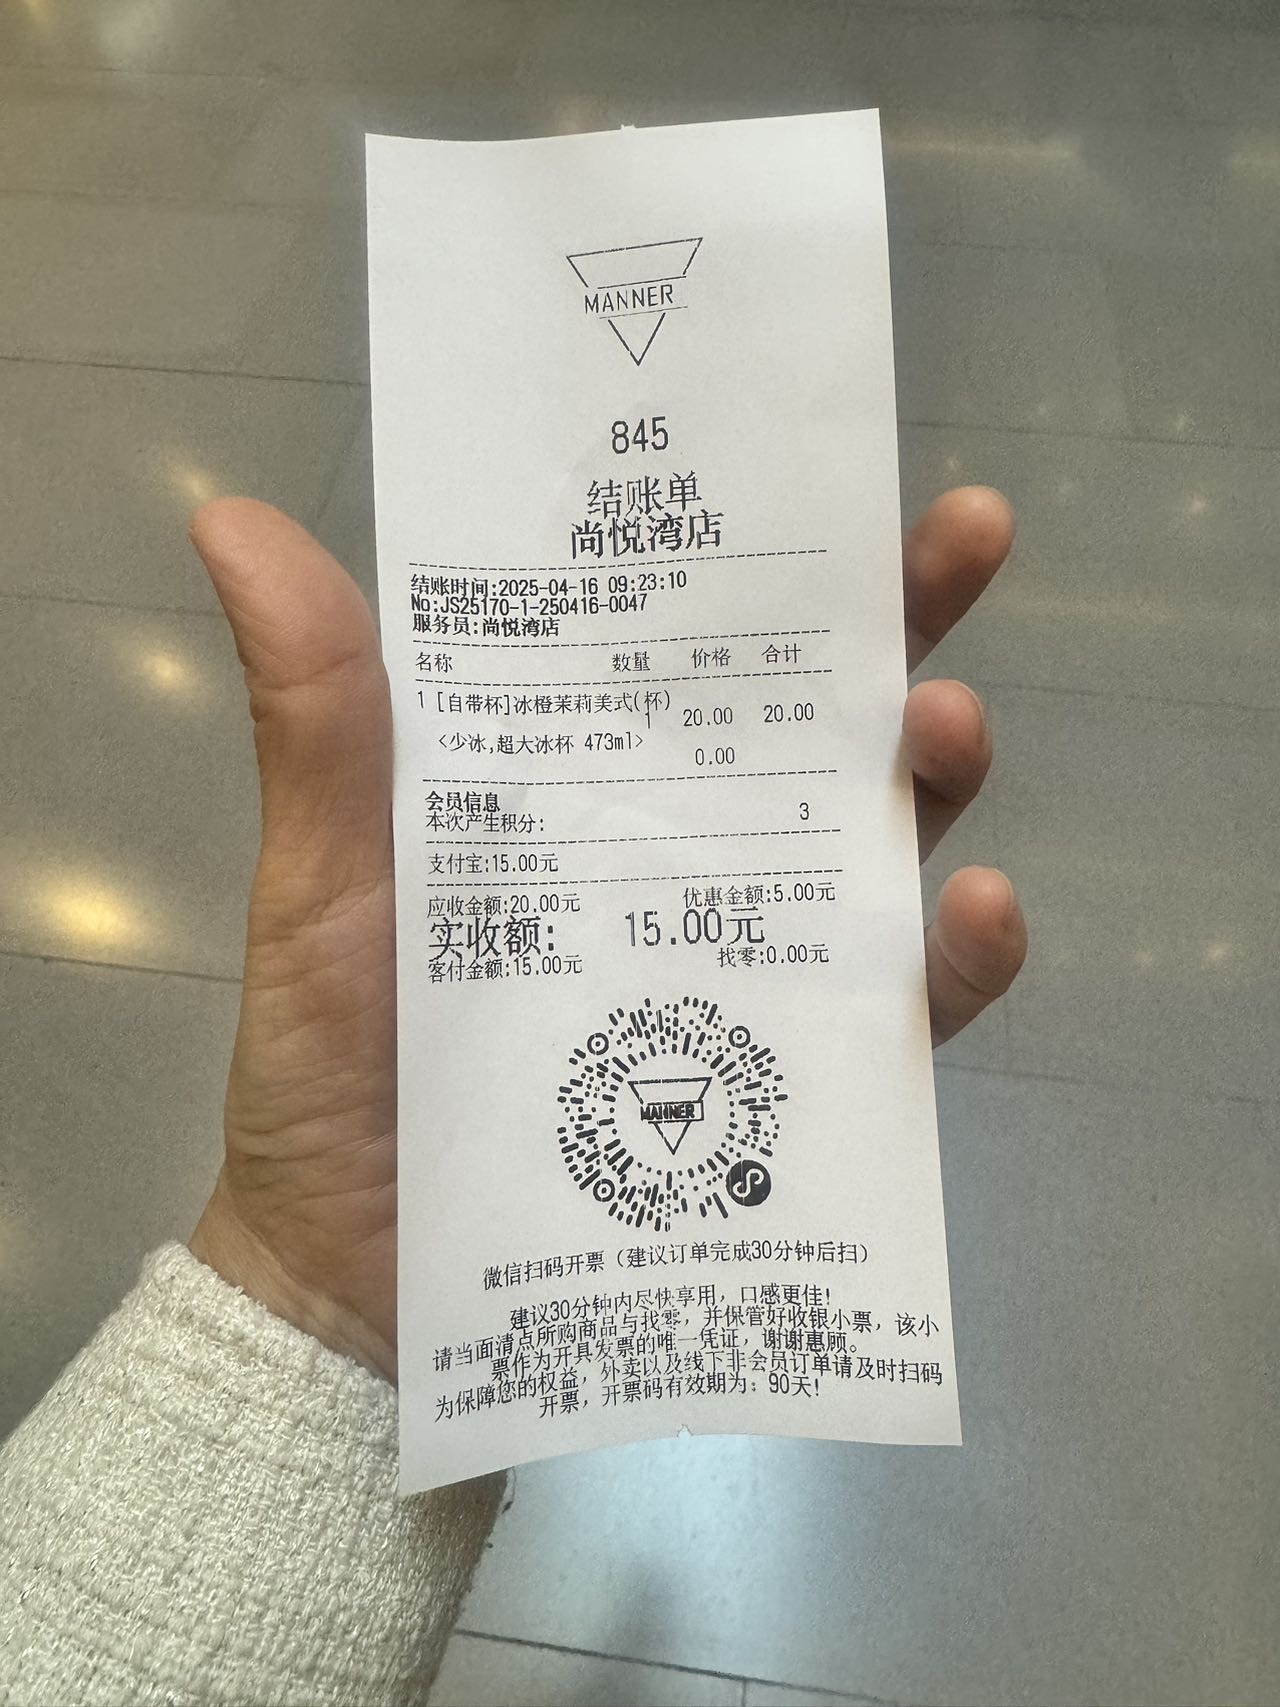 MANNER
845
结账单
尚悦湾店
结账时间:2025-04-16 09:23:10
No:JS25170-1-250416-0047
服务员:尚悦湾店
名称 数量 价格 合计
1 [自带杯]冰橙茉莉美式(杯)
1 20.00 20.00
<少冰,超大冰杯 473ml>
0.00
会员信息
本次产生积分: 3
支付宝:15.00元
应收金额:20.00元 优惠金额:5.00元
实收额: 15.00元
客付金额:15.00元 找零:0.00元
MANNER
微信扫码开票（建议订单完成30分钟后扫）
建议30分钟内尽快享用，口感更佳!
请当面清点所购商品与找零，并保管好收银小票，该小
票作为开具发票的唯一凭证，谢谢惠顾。
为保障您的权益，外卖以及线下非会员订单请及时扫码
开票，开票码有效期为：90天!